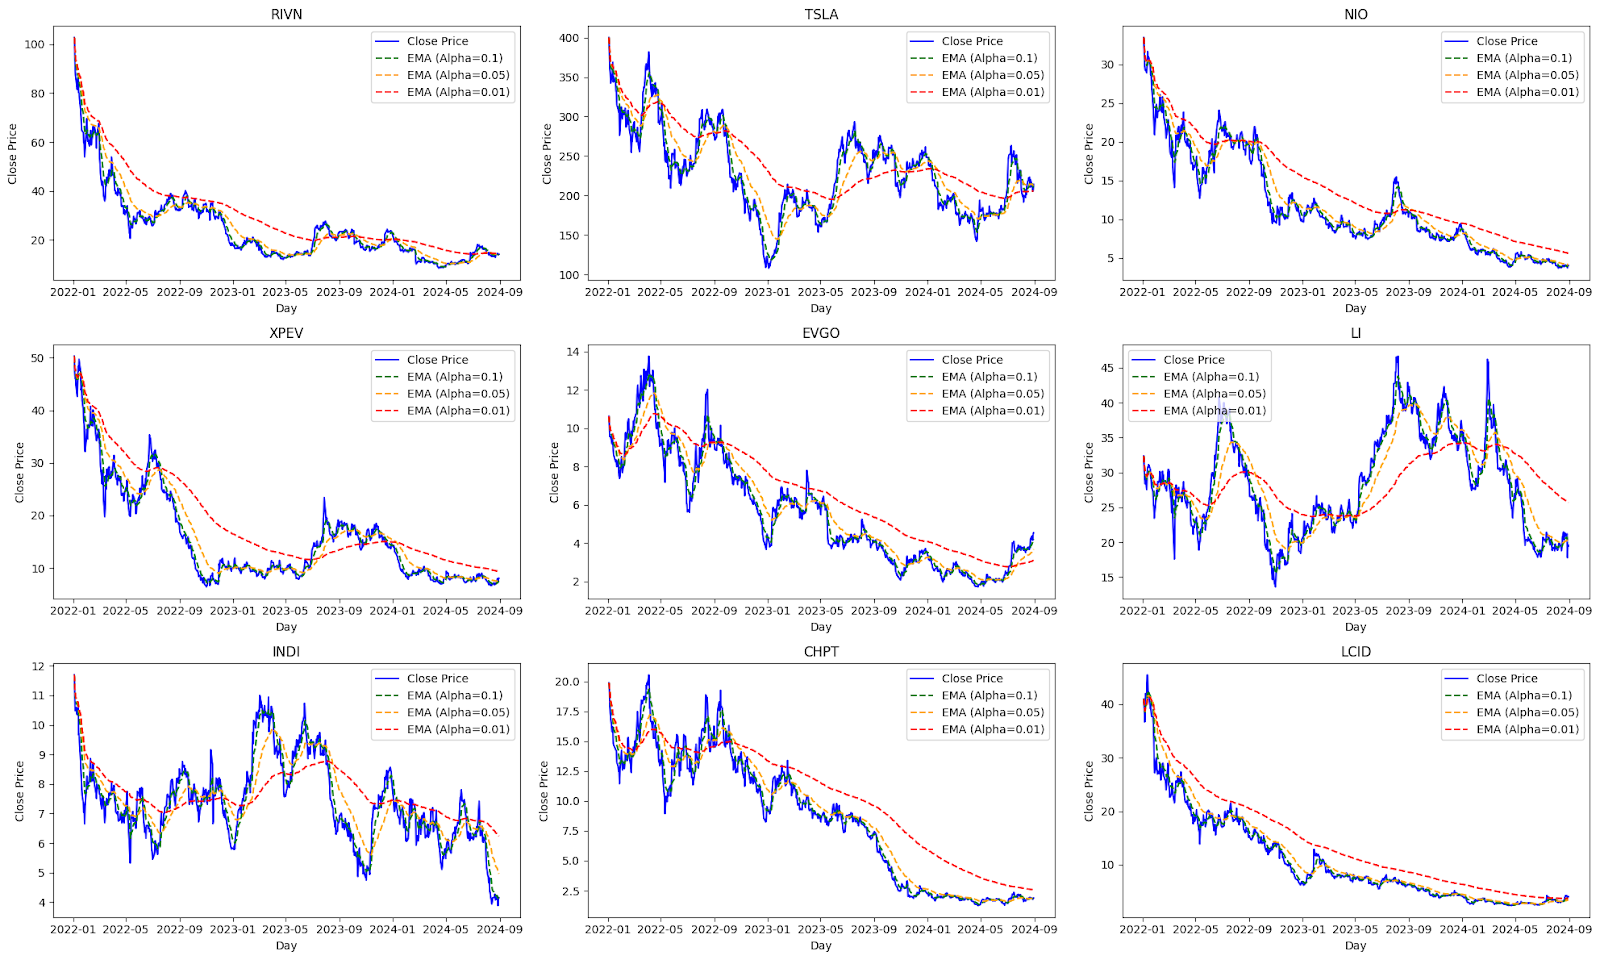 RIVN
Close Price
EMA (Alpha=0.1)
EMA (Alpha=0.05)
EMA (Alpha=0.01)
100
80
60
40
20
Close Price
2022-01 2022-05 2022-09 2023-01 2023-05 2023-09 2024-01 2024-05 2024-09
Day
TSLA
Close Price
EMA (Alpha=0.1)
EMA (Alpha=0.05)
EMA (Alpha=0.01)
400
350
300
250
200
150
100
Close Price
2022-01 2022-05 2022-09 2023-01 2023-05 2023-09 2024-01 2024-05 2024-09
Day
NIO
Close Price
EMA (Alpha=0.1)
EMA (Alpha=0.05)
EMA (Alpha=0.01)
30
25
20
15
10
5
Close Price
2022-01 2022-05 2022-09 2023-01 2023-05 2023-09 2024-01 2024-05 2024-09
Day
XPEV
Close Price
EMA (Alpha=0.1)
EMA (Alpha=0.05)
EMA (Alpha=0.01)
50
40
30
20
10
Close Price
2022-01 2022-05 2022-09 2023-01 2023-05 2023-09 2024-01 2024-05 2024-09
Day
EVGO
Close Price
EMA (Alpha=0.1)
EMA (Alpha=0.05)
EMA (Alpha=0.01)
14
12
10
8
6
4
2
Close Price
2022-01 2022-05 2022-09 2023-01 2023-05 2023-09 2024-01 2024-05 2024-09
Day
LI
Close Price
EMA (Alpha=0.1)
EMA (Alpha=0.05)
EMA (Alpha=0.01)
45
40
35
30
25
20
15
Close Price
2022-01 2022-05 2022-09 2023-01 2023-05 2023-09 2024-01 2024-05 2024-09
Day
INDI
Close Price
EMA (Alpha=0.1)
EMA (Alpha=0.05)
EMA (Alpha=0.01)
12
11
10
9
8
7
6
5
4
Close Price
2022-01 2022-05 2022-09 2023-01 2023-05 2023-09 2024-01 2024-05 2024-09
Day
CHPT
Close Price
EMA (Alpha=0.1)
EMA (Alpha=0.05)
EMA (Alpha=0.01)
20.0
17.5
15.0
12.5
10.0
7.5
5.0
2.5
Close Price
2022-01 2022-05 2022-09 2023-01 2023-05 2023-09 2024-01 2024-05 2024-09
Day
LCID
Close Price
EMA (Alpha=0.1)
EMA (Alpha=0.05)
EMA (Alpha=0.01)
40
30
20
10
Close Price
2022-01 2022-05 2022-09 2023-01 2023-05 2023-09 2024-01 2024-05 2024-09
Day